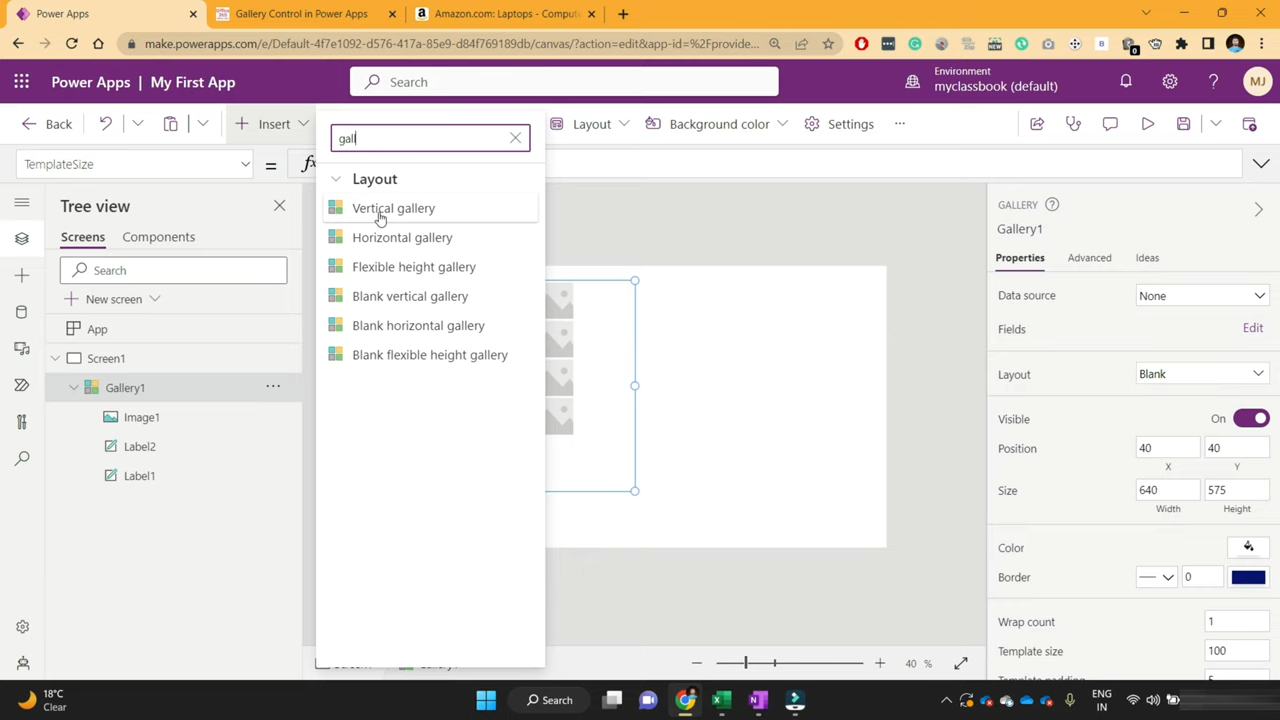 Power Apps
Gallery Control in Power Apps
Amazon.com: Laptops - Compute
make.powerapps.com/e/Default-4f7e1092-d576-417a-85e9-d84f769189db/canvas/?action=edit&app-id=%2Fprovide...
Power Apps | My First App
Search
Environment
myclassbook (default)
MJ
Back
Insert
gall
Layout
Background color
Settings
TemplateSize
=
fx
Tree view
Screens
Components
Search
New screen
App
Screen1
Gallery1
Image1
Label2
Label1
Layout
Vertical gallery
Horizontal gallery
Flexible height gallery
Blank vertical gallery
Blank horizontal gallery
Blank flexible height gallery
GALLERY
Gallery1
Properties
Advanced
Ideas
Data source
None
Fields
Edit
Layout
Blank
Visible
On
Position
40
40
X
Y
Size
640
575
Width
Height
Color
Border
0
Wrap count
1
Template size
100
40 %
18°C
Clear
Search
ENG
IN